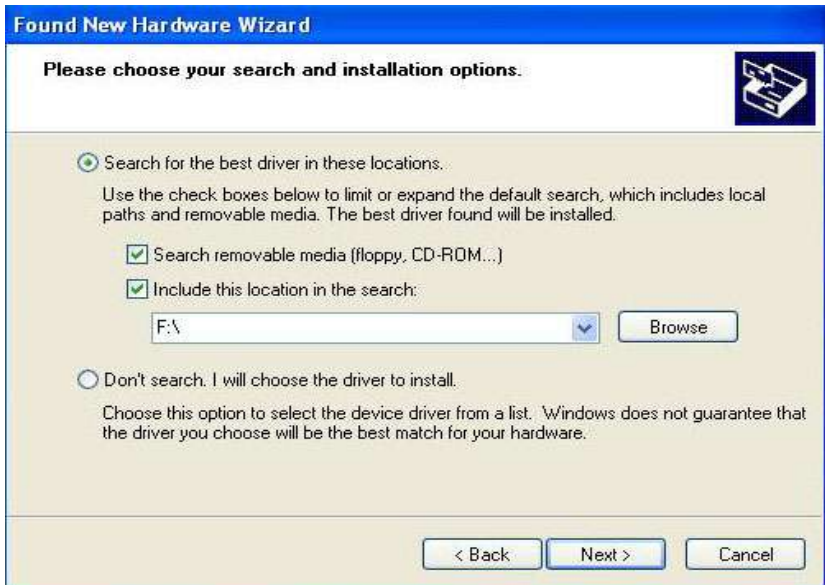 Found New Hardware Wizard
Please choose your search and installation options.
Search for the best driver in these locations.
Use the check boxes below to limit or expand the default search, which includes local
paths and removable media. The best driver found will be installed.
Search removable media (floppy, CD-ROM...)
Include this location in the search:
F:\
Browse
Don't search. I will choose the driver to install.
Choose this option to select the device driver from a list. Windows does not guarantee that
the driver you choose will be the best match for your hardware.
< Back
Next >
Cancel